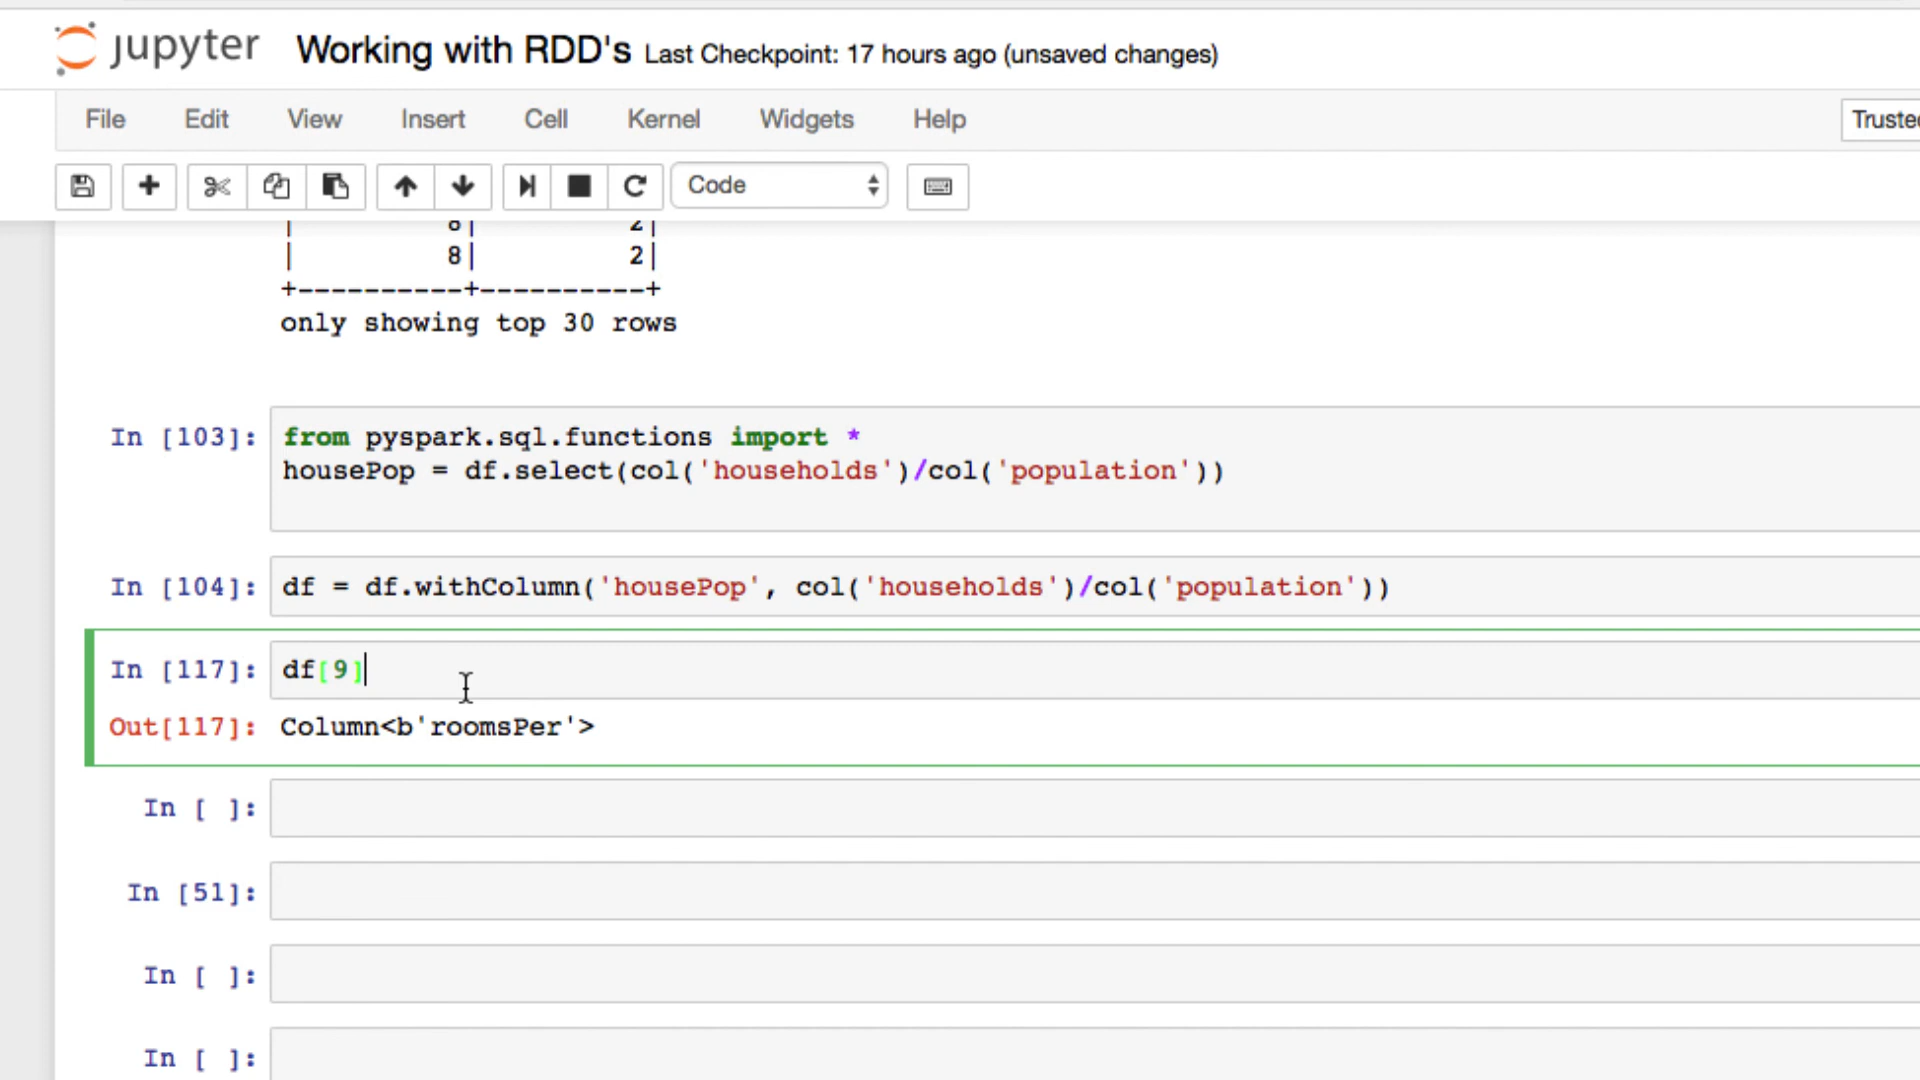 jupyter Working with RDD's Last Checkpoint: 17 hours ago (unsaved changes)
File Edit View Insert Cell Kernel Widgets Help
Code
| 8| 2|
+----------+----------+
only showing top 30 rows
In [103]: from pyspark.sql.functions import *
housePop = df.select(col('households')/col('population'))
In [104]: df = df.withColumn('housePop', col('households')/col('population'))
In [117]: df[9]
Out[117]: Column<b'roomsPer'>
In [ ]:
In [51]:
In [ ]:
In [ ]: